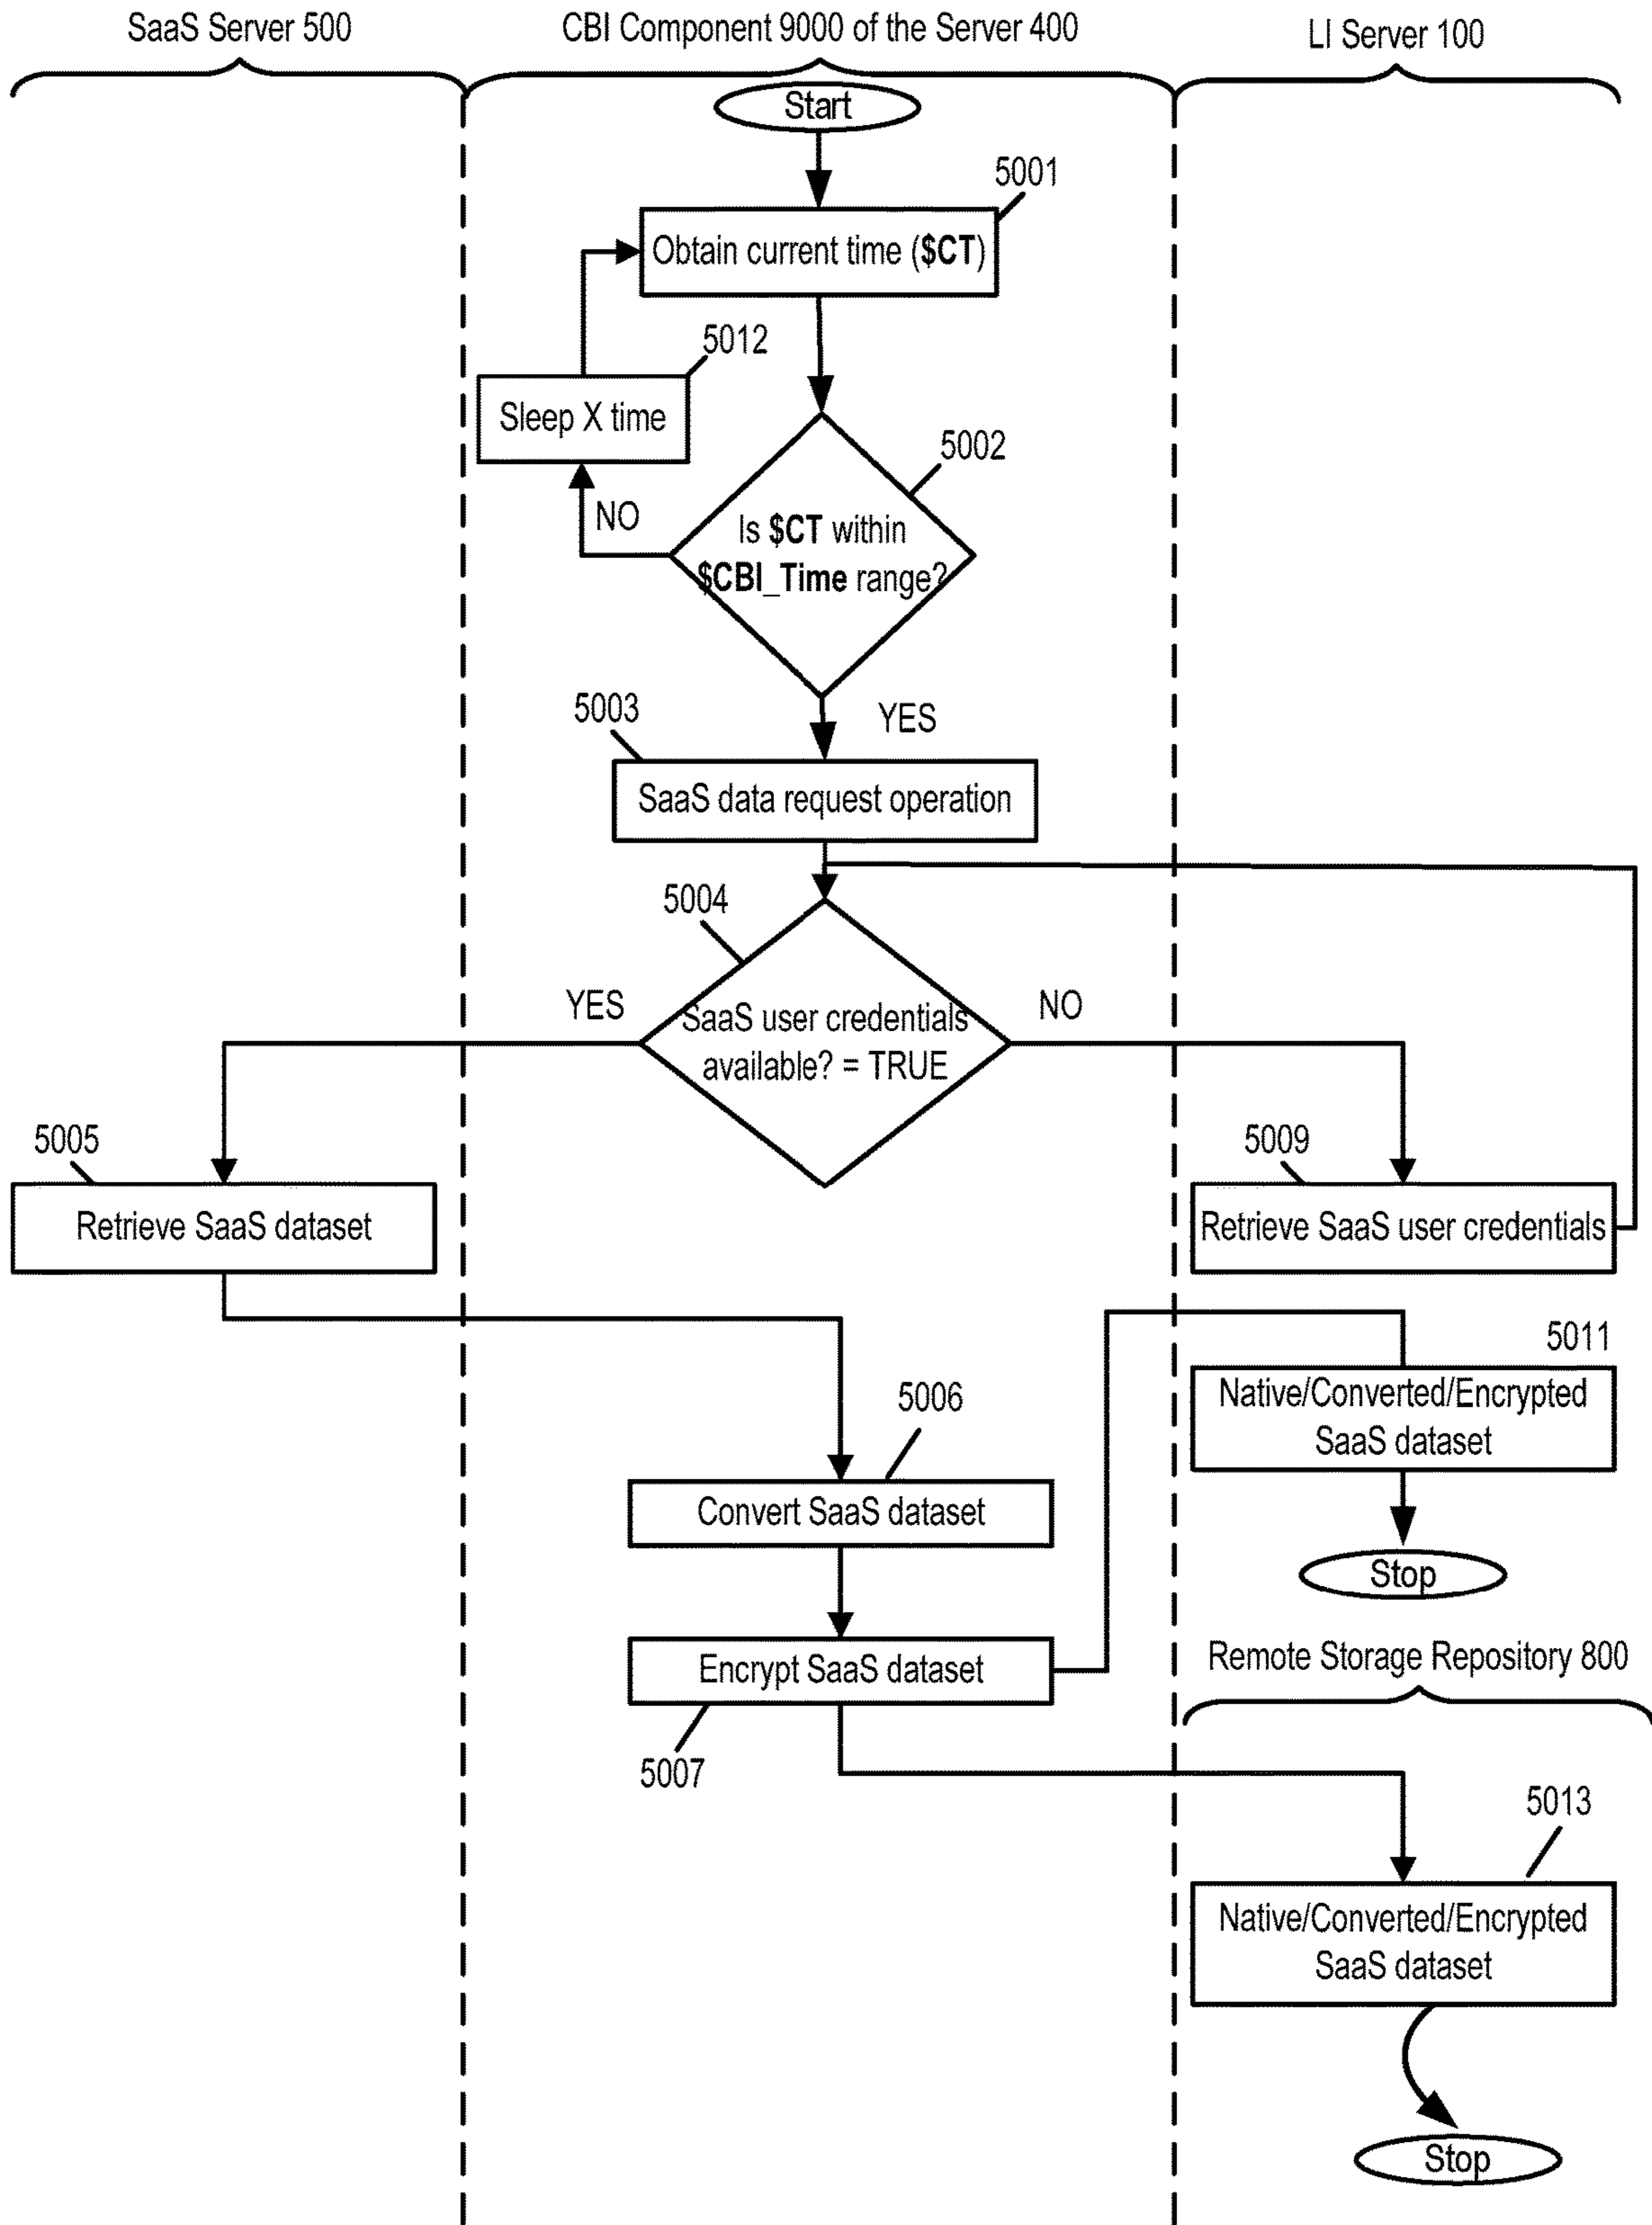 SaaS Server 500
CBI Component 9000 of the Server 400
LI Server 100
Start
5001
Obtain current time ($CT)
5012
Sleep X time
5002
NO
Is $CT within
$CBI_Time range?
5003
YES
SaaS data request operation
5004
YES
SaaS user credentials
available? = TRUE
NO
5005
Retrieve SaaS dataset
5009
Retrieve SaaS user credentials
5011
Native/Converted/Encrypted
SaaS dataset
5006
Convert SaaS dataset
Stop
Encrypt SaaS dataset
Remote Storage Repository 800
5007
5013
Native/Converted/Encrypted
SaaS dataset
Stop